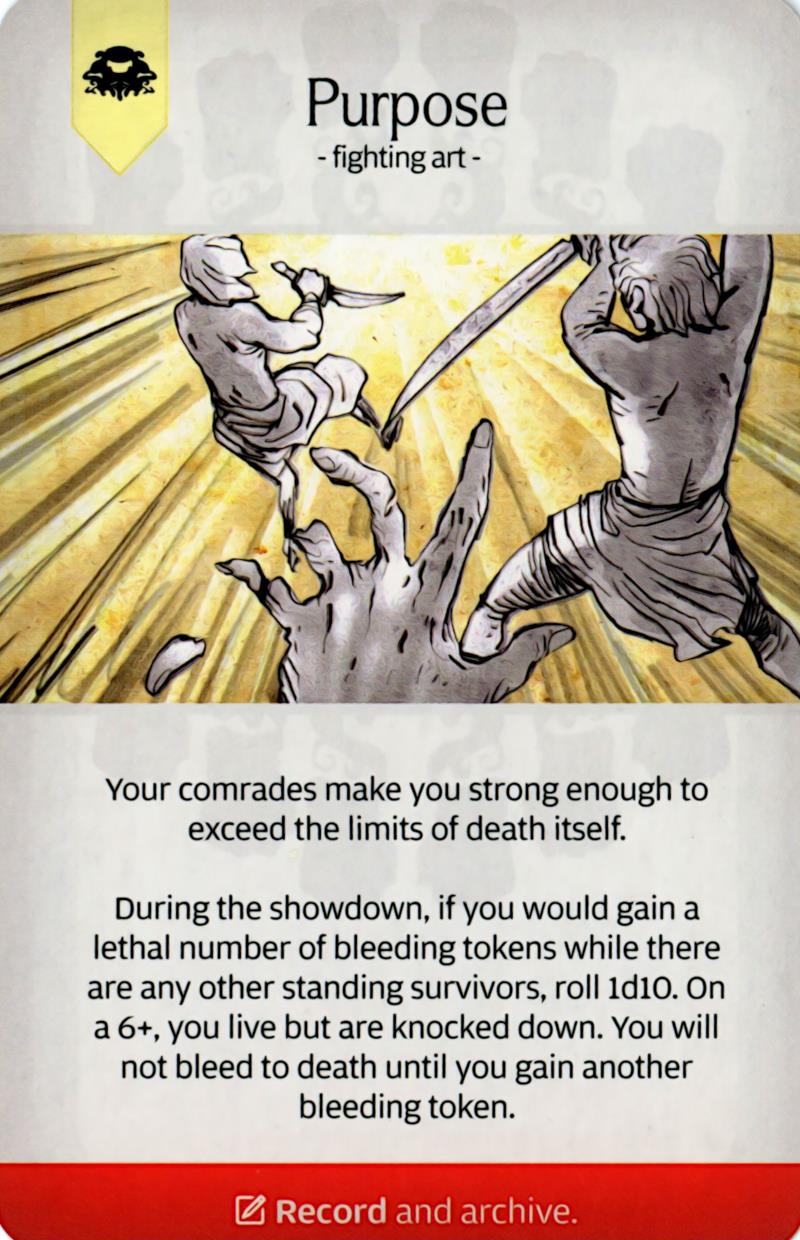 Purpose
- fighting art -
Your comrades make you strong enough to
exceed the limits of death itself.
During the showdown, if you would gain a
lethal number of bleeding tokens while there
are any other standing survivors, roll 1d10. On
a 6+, you live but are knocked down. You will
not bleed to death until you gain another
bleeding token.
Record and archive.